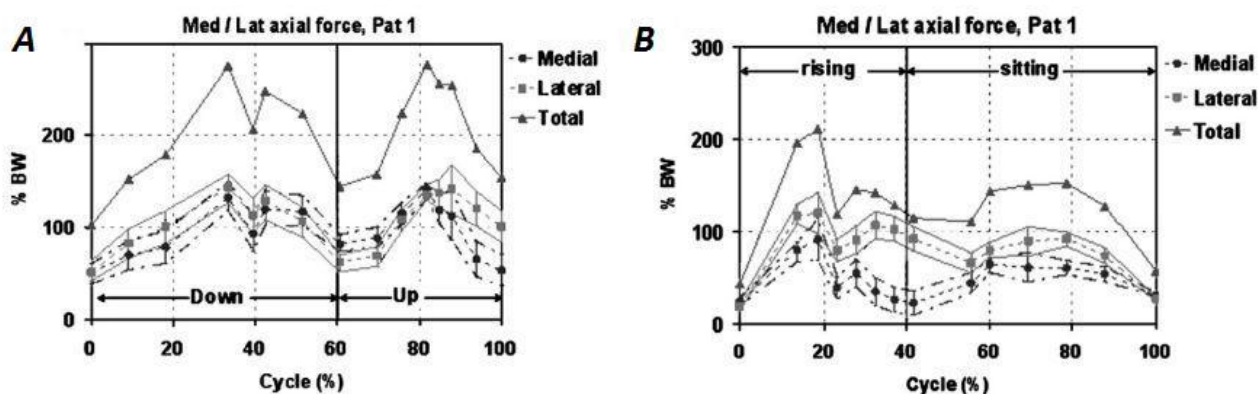 A
Med / Lat axial force, Pat 1
Medial
Lateral
Total
200
100
0
% BW
Down
Up
0 20 40 60 80 100
Cycle (%)
B
Med / Lat axial force, Pat 1
300
200
100
0
% BW
rising
sitting
Medial
Lateral
Total
0 20 40 60 80 100
Cycle (%)